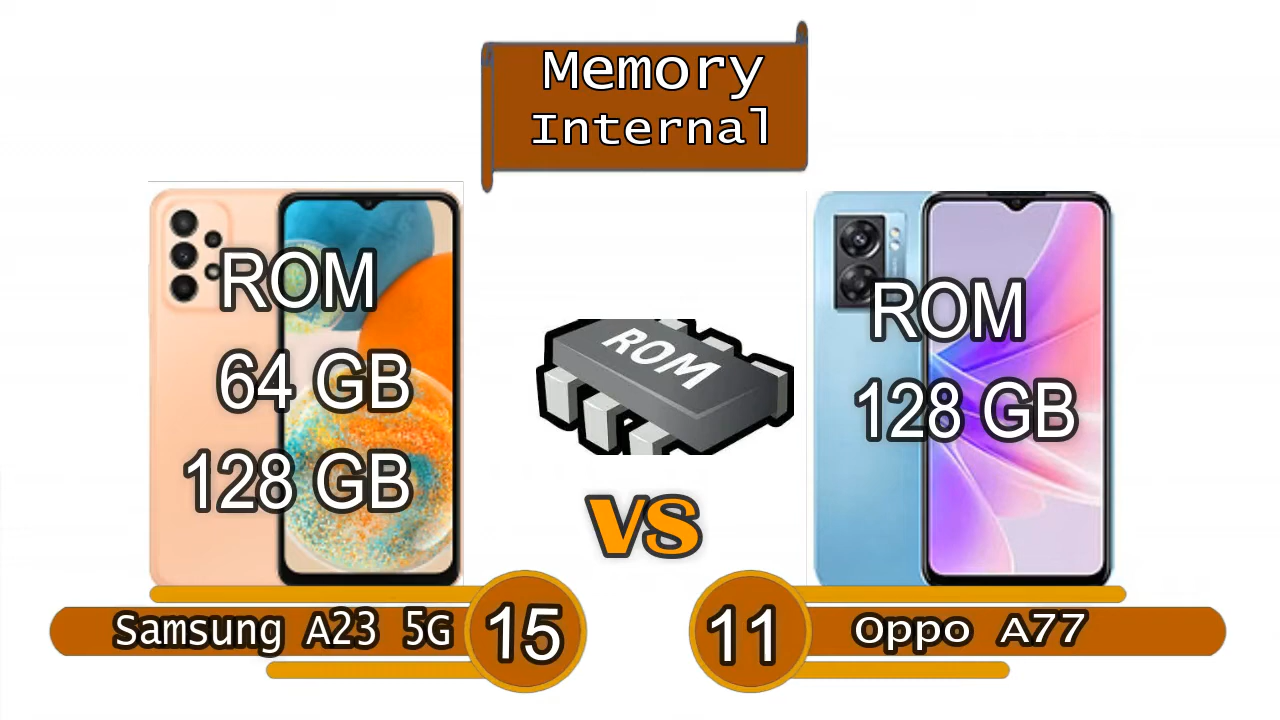 Memory
Internal
ROM
64 GB
128 GB
ROM
ROM
128 GB
VS
Samsung A23 5G
15
11
Oppo A77